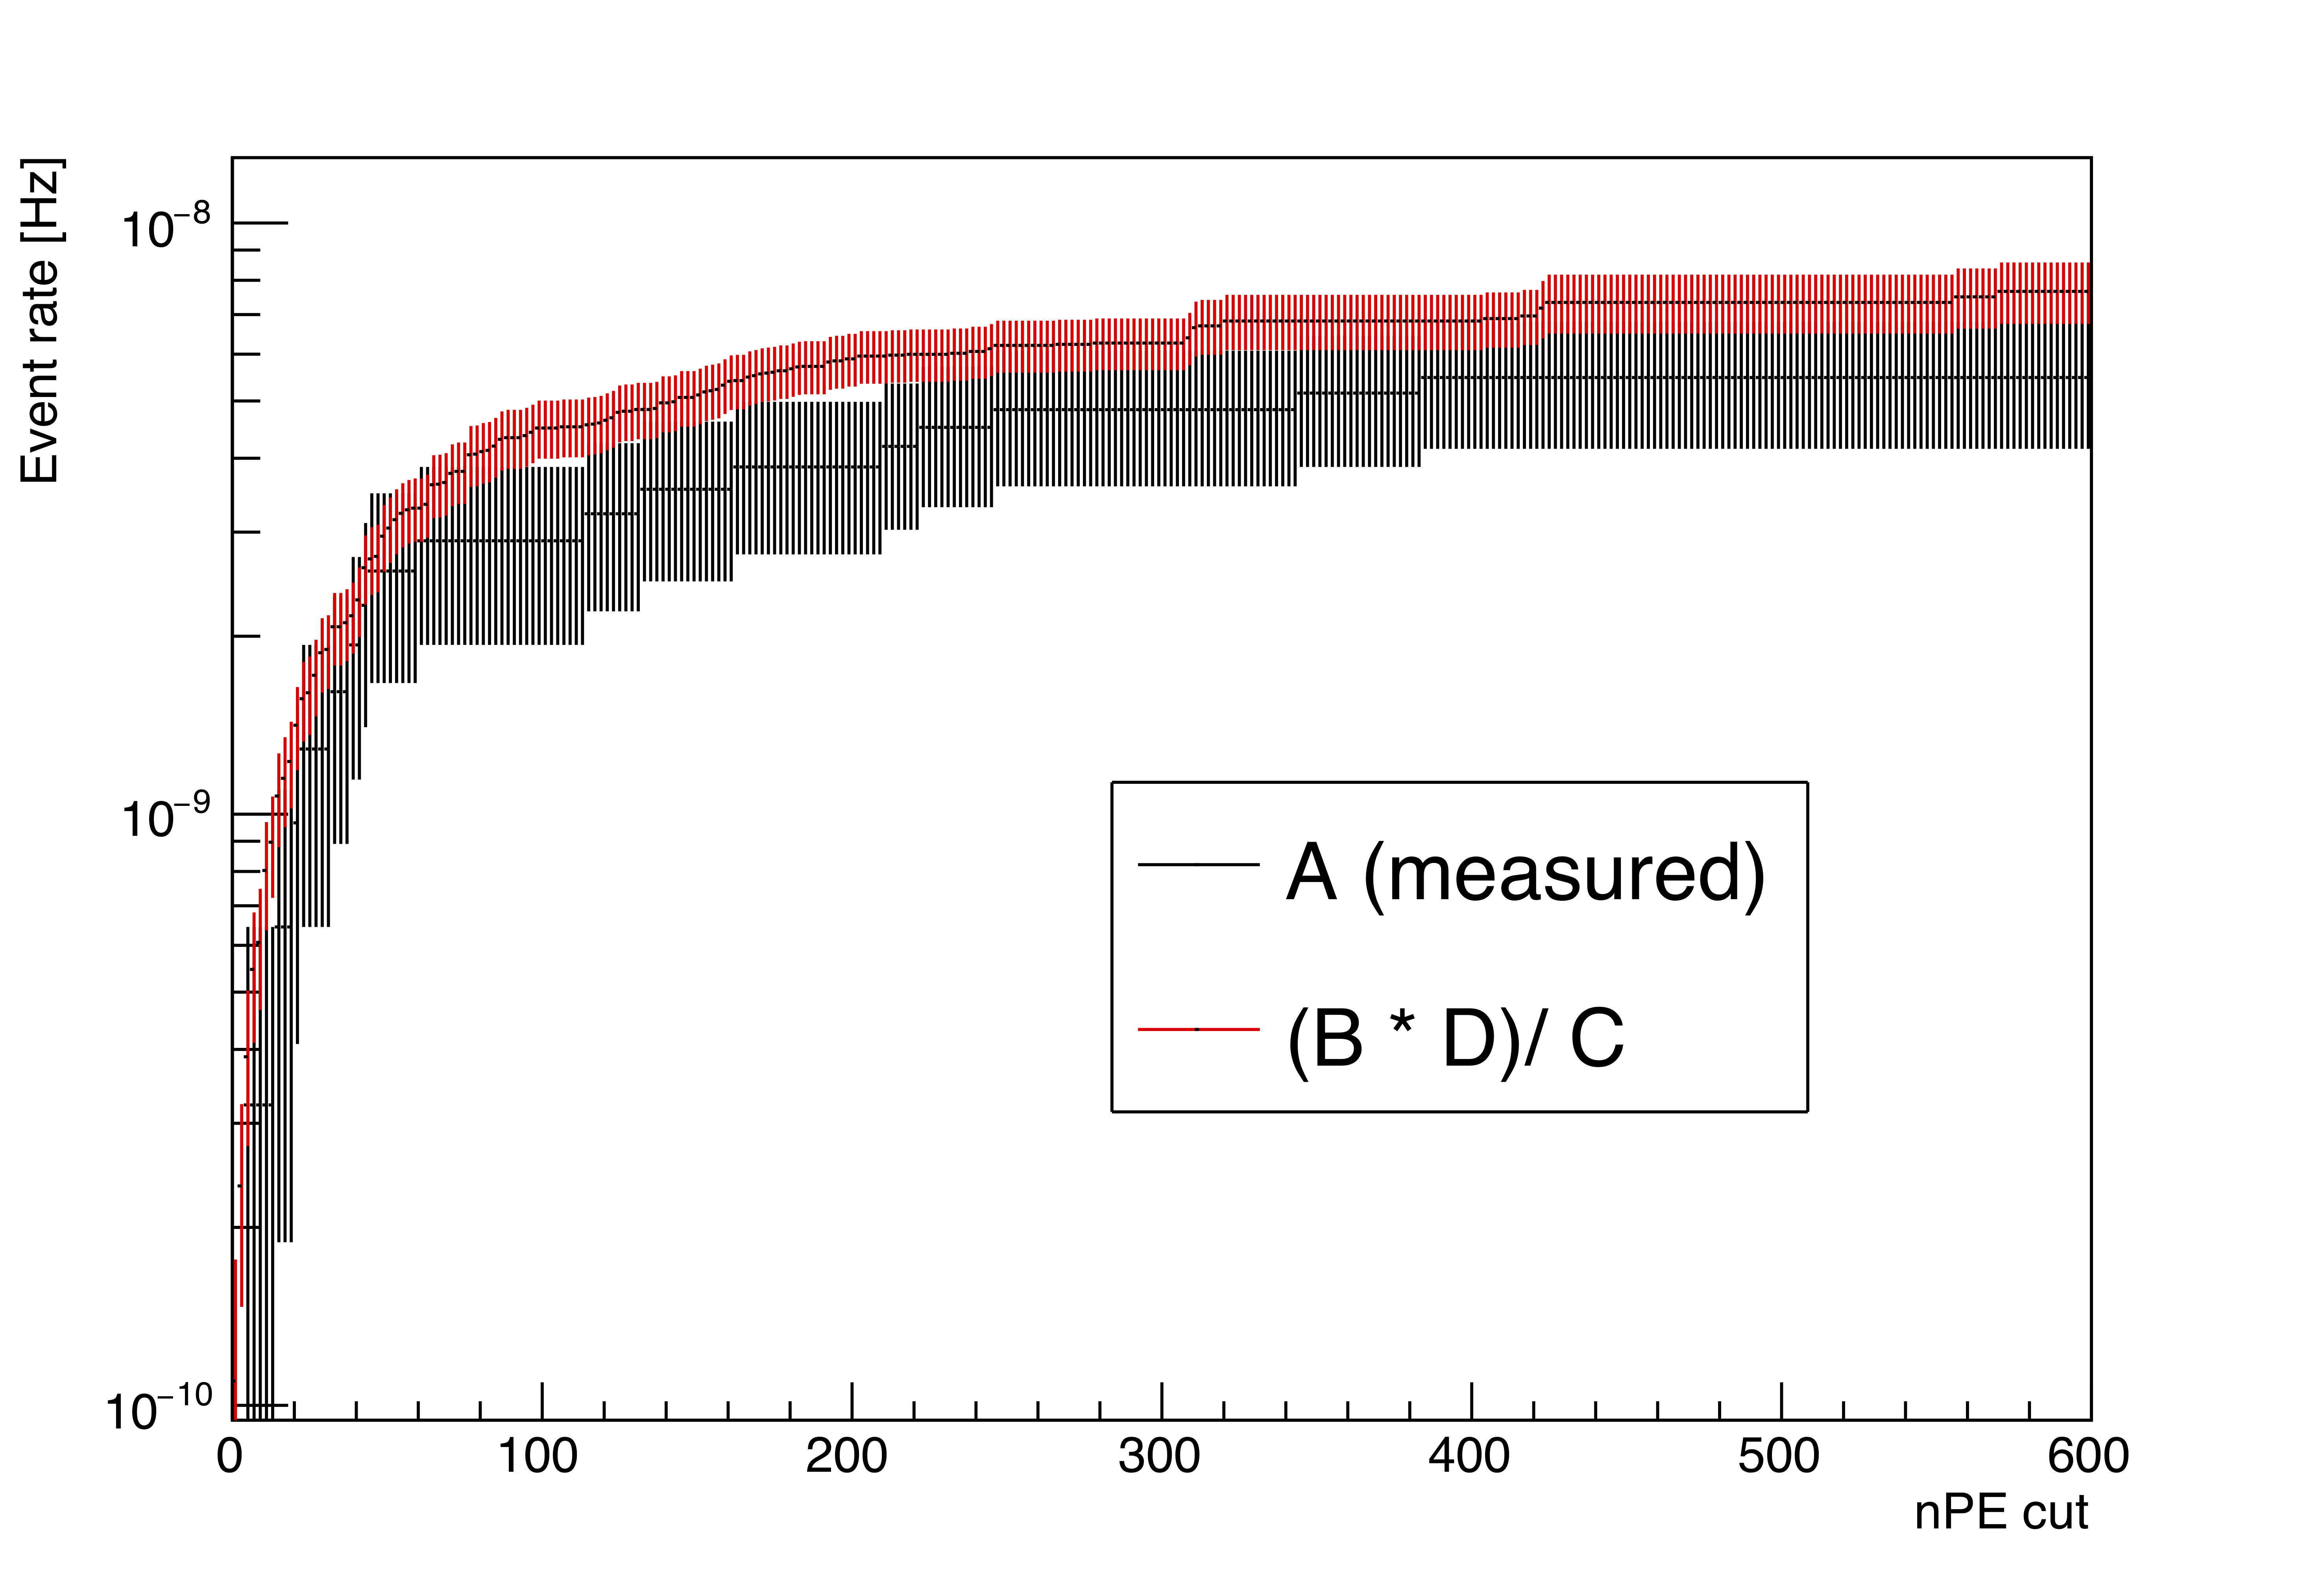 Event rate [Hz]
10⁻⁸
10⁻⁹
10⁻¹⁰
A (measured)
(B * D)/ C
0 100 200 300 400 500 600
nPE cut